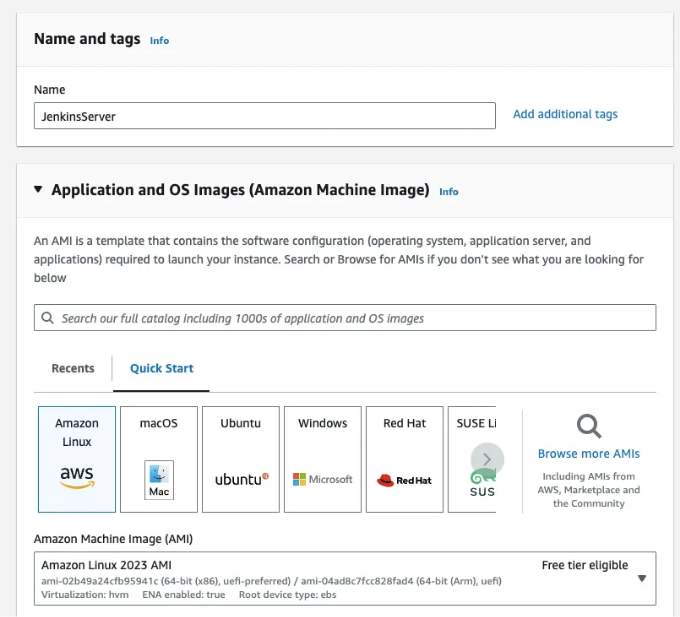 Name and tags Info
Name
JenkinsServer
Add additional tags
Application and OS Images (Amazon Machine Image) Info
An AMI is a template that contains the software configuration (operating system, application server, and
applications) required to launch your instance. Search or Browse for AMIs if you don't see what you are looking for
below
Search our full catalog including 1000s of application and OS images
Recents
Quick Start
Amazon
Linux
aws
macOS
Mac
Ubuntu
ubuntu
Windows
Microsoft
Red Hat
Red Hat
SUSE Li
SUS
Browse more AMIs
Including AMIs from
AWS, Marketplace and
the Community
Amazon Machine Image (AMI)
Amazon Linux 2023 AMI
Free tier eligible
ami-02b49a24cfb95941c (64-bit (x86), uefi-preferred) / ami-04ad8c7fcc828fad4 (64-bit (Arm), uefi)
Virtualization: hvm ENA enabled: true Root device type: ebs